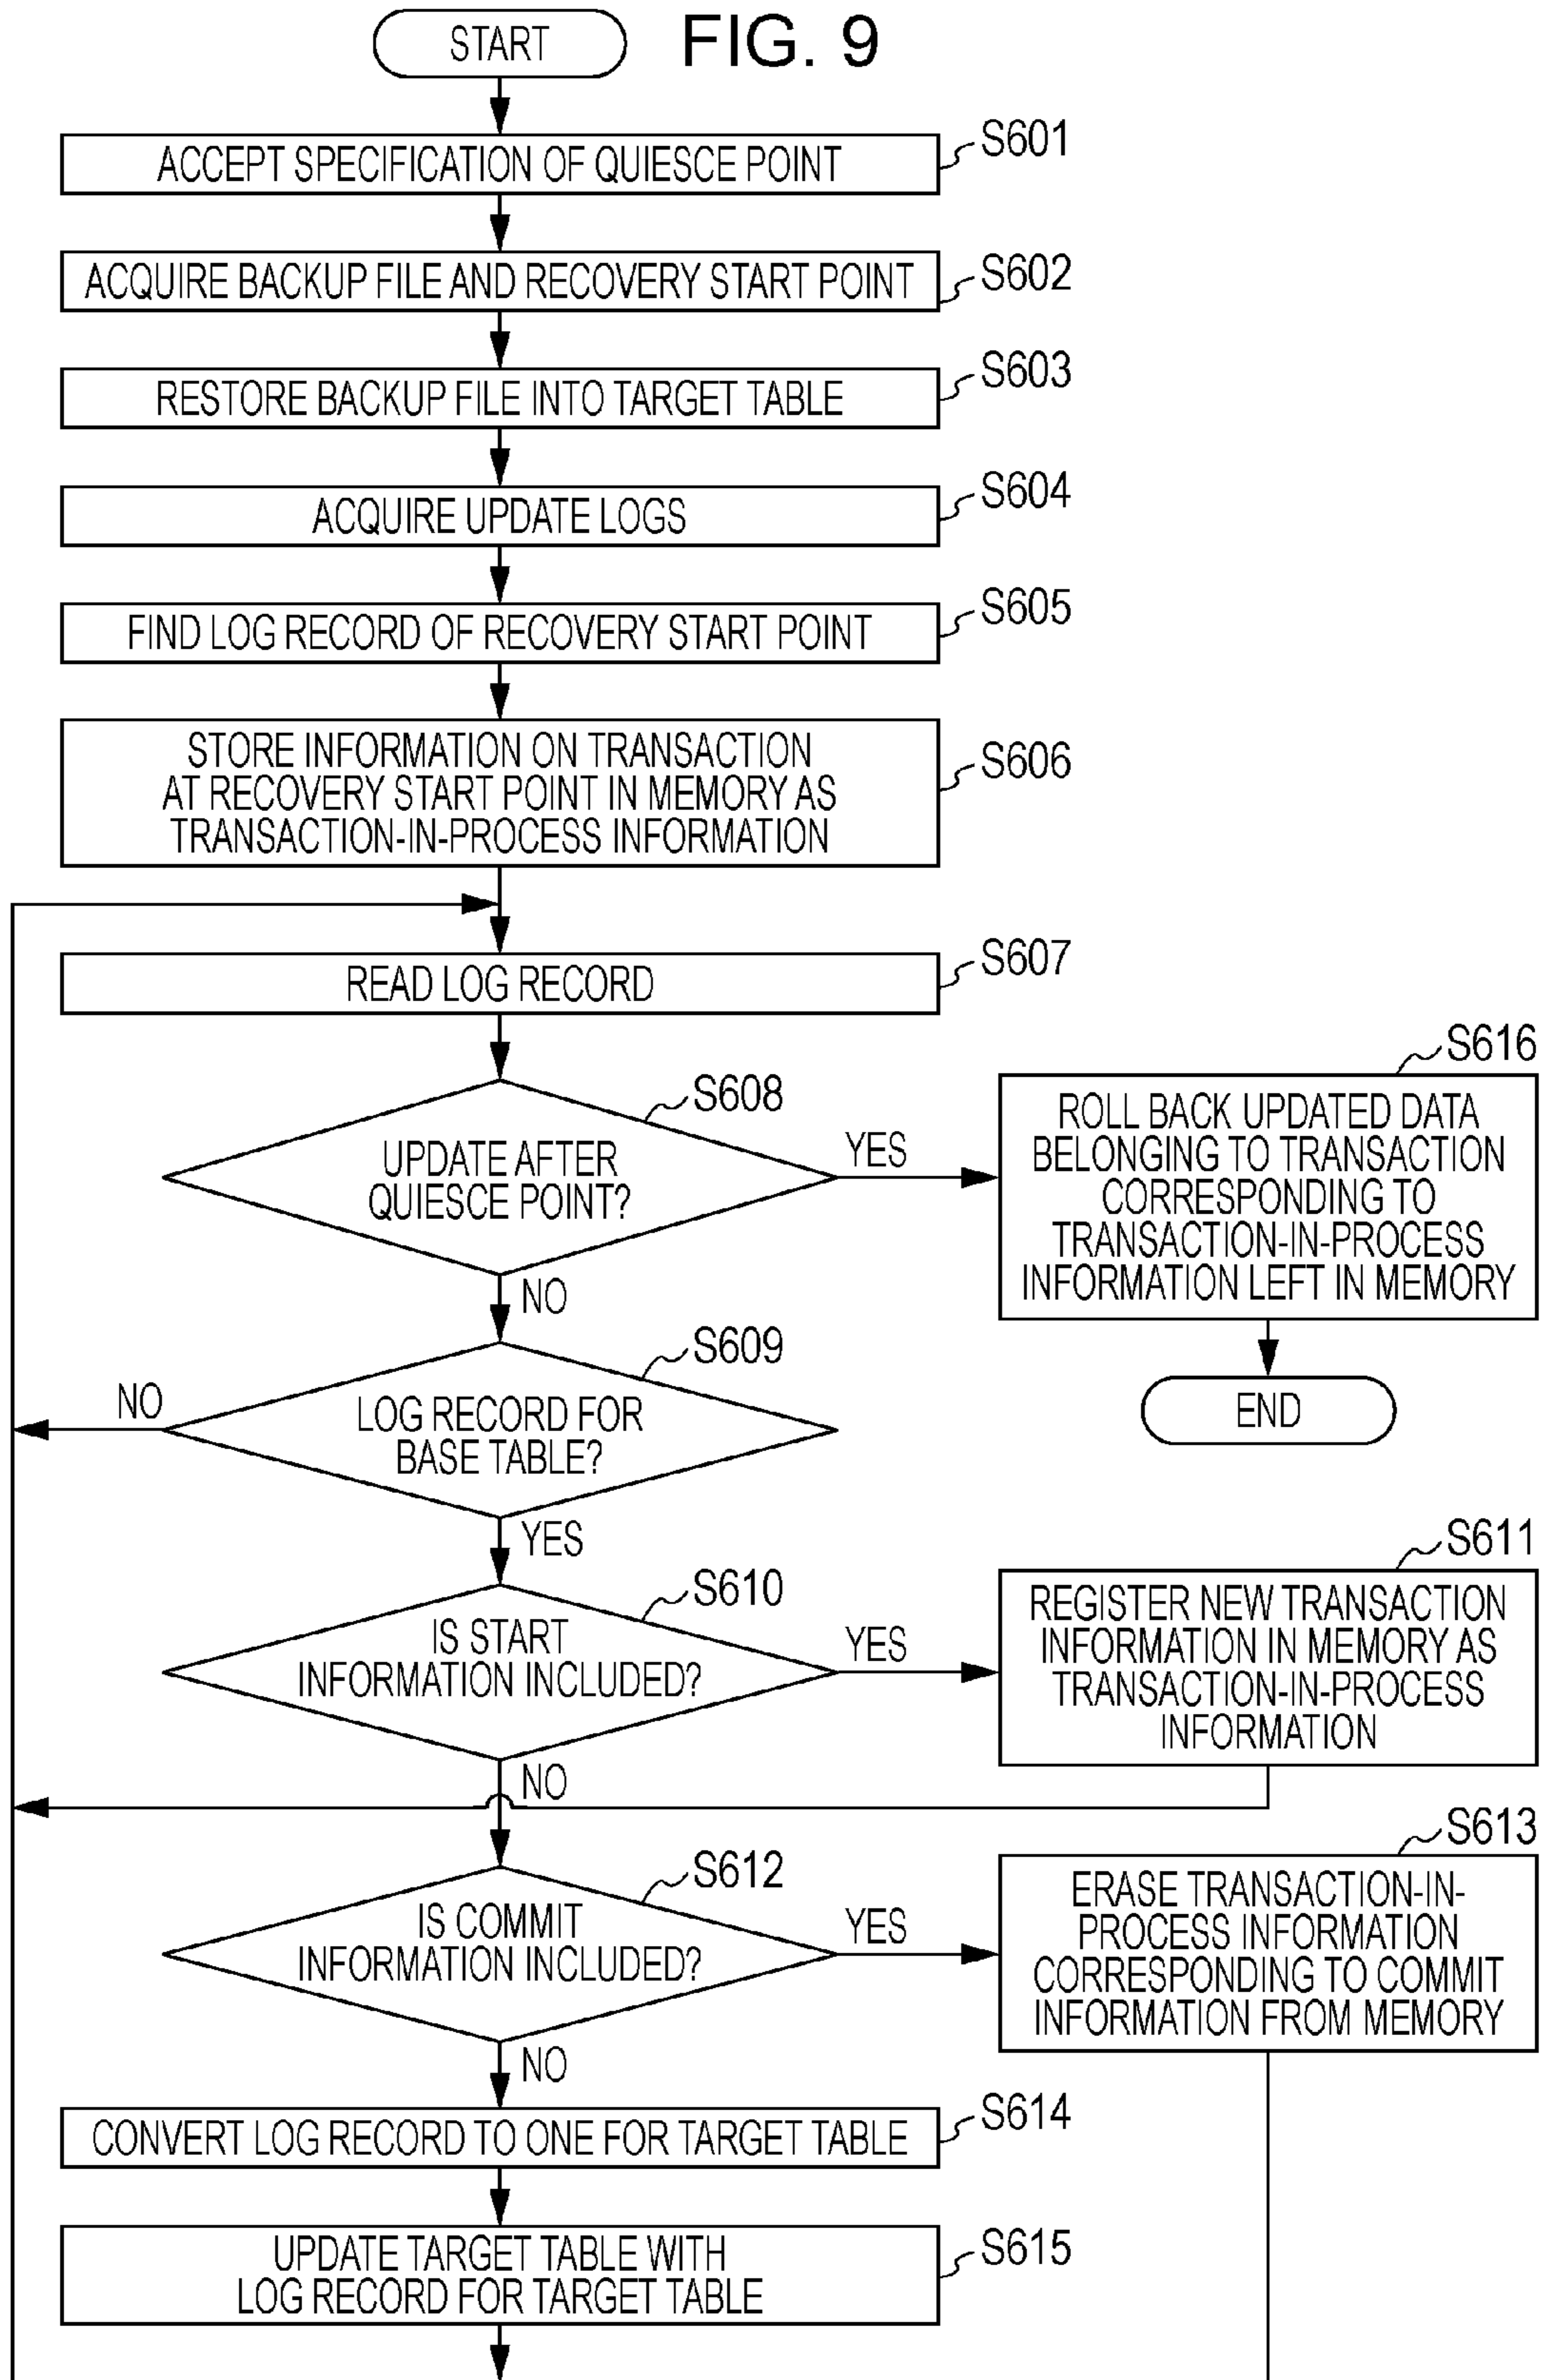 START
FIG. 9
ACCEPT SPECIFICATION OF QUIESCE POINT
S601
ACQUIRE BACKUP FILE AND RECOVERY START POINT
S602
RESTORE BACKUP FILE INTO TARGET TABLE
S603
ACQUIRE UPDATE LOGS
S604
FIND LOG RECORD OF RECOVERY START POINT
S605
STORE INFORMATION ON TRANSACTION
AT RECOVERY START POINT IN MEMORY AS
TRANSACTION-IN-PROCESS INFORMATION
S606
READ LOG RECORD
S607
S608
UPDATE AFTER
QUIESCE POINT?
YES
NO
S616
ROLL BACK UPDATED DATA
BELONGING TO TRANSACTION
CORRESPONDING TO
TRANSACTION-IN-PROCESS
INFORMATION LEFT IN MEMORY
END
S609
LOG RECORD FOR
BASE TABLE?
NO
YES
S610
IS START
INFORMATION INCLUDED?
YES
NO
S611
REGISTER NEW TRANSACTION
INFORMATION IN MEMORY AS
TRANSACTION-IN-PROCESS
INFORMATION
S612
IS COMMIT
INFORMATION INCLUDED?
YES
NO
S613
ERASE TRANSACTION-IN-
PROCESS INFORMATION
CORRESPONDING TO COMMIT
INFORMATION FROM MEMORY
CONVERT LOG RECORD TO ONE FOR TARGET TABLE
S614
UPDATE TARGET TABLE WITH
LOG RECORD FOR TARGET TABLE
S615